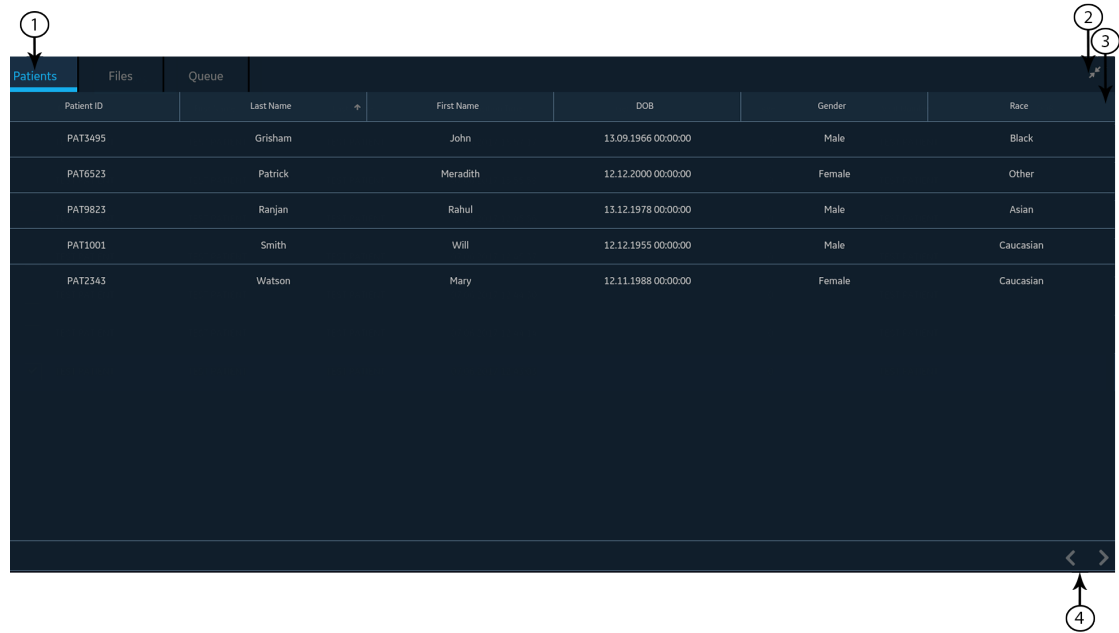 1
2
3
Patients Files Queue
Patient ID Last Name First Name DOB Gender Race
PAT3495 Grisham John 13.09.1966 00:00:00 Male Black
PAT6523 Patrick Meradith 12.12.2000 00:00:00 Female Other
PAT9823 Ranjan Rahul 13.12.1978 00:00:00 Male Asian
PAT1001 Smith Will 12.12.1955 00:00:00 Male Caucasian
PAT2343 Watson Mary 12.11.1988 00:00:00 Female Caucasian
4